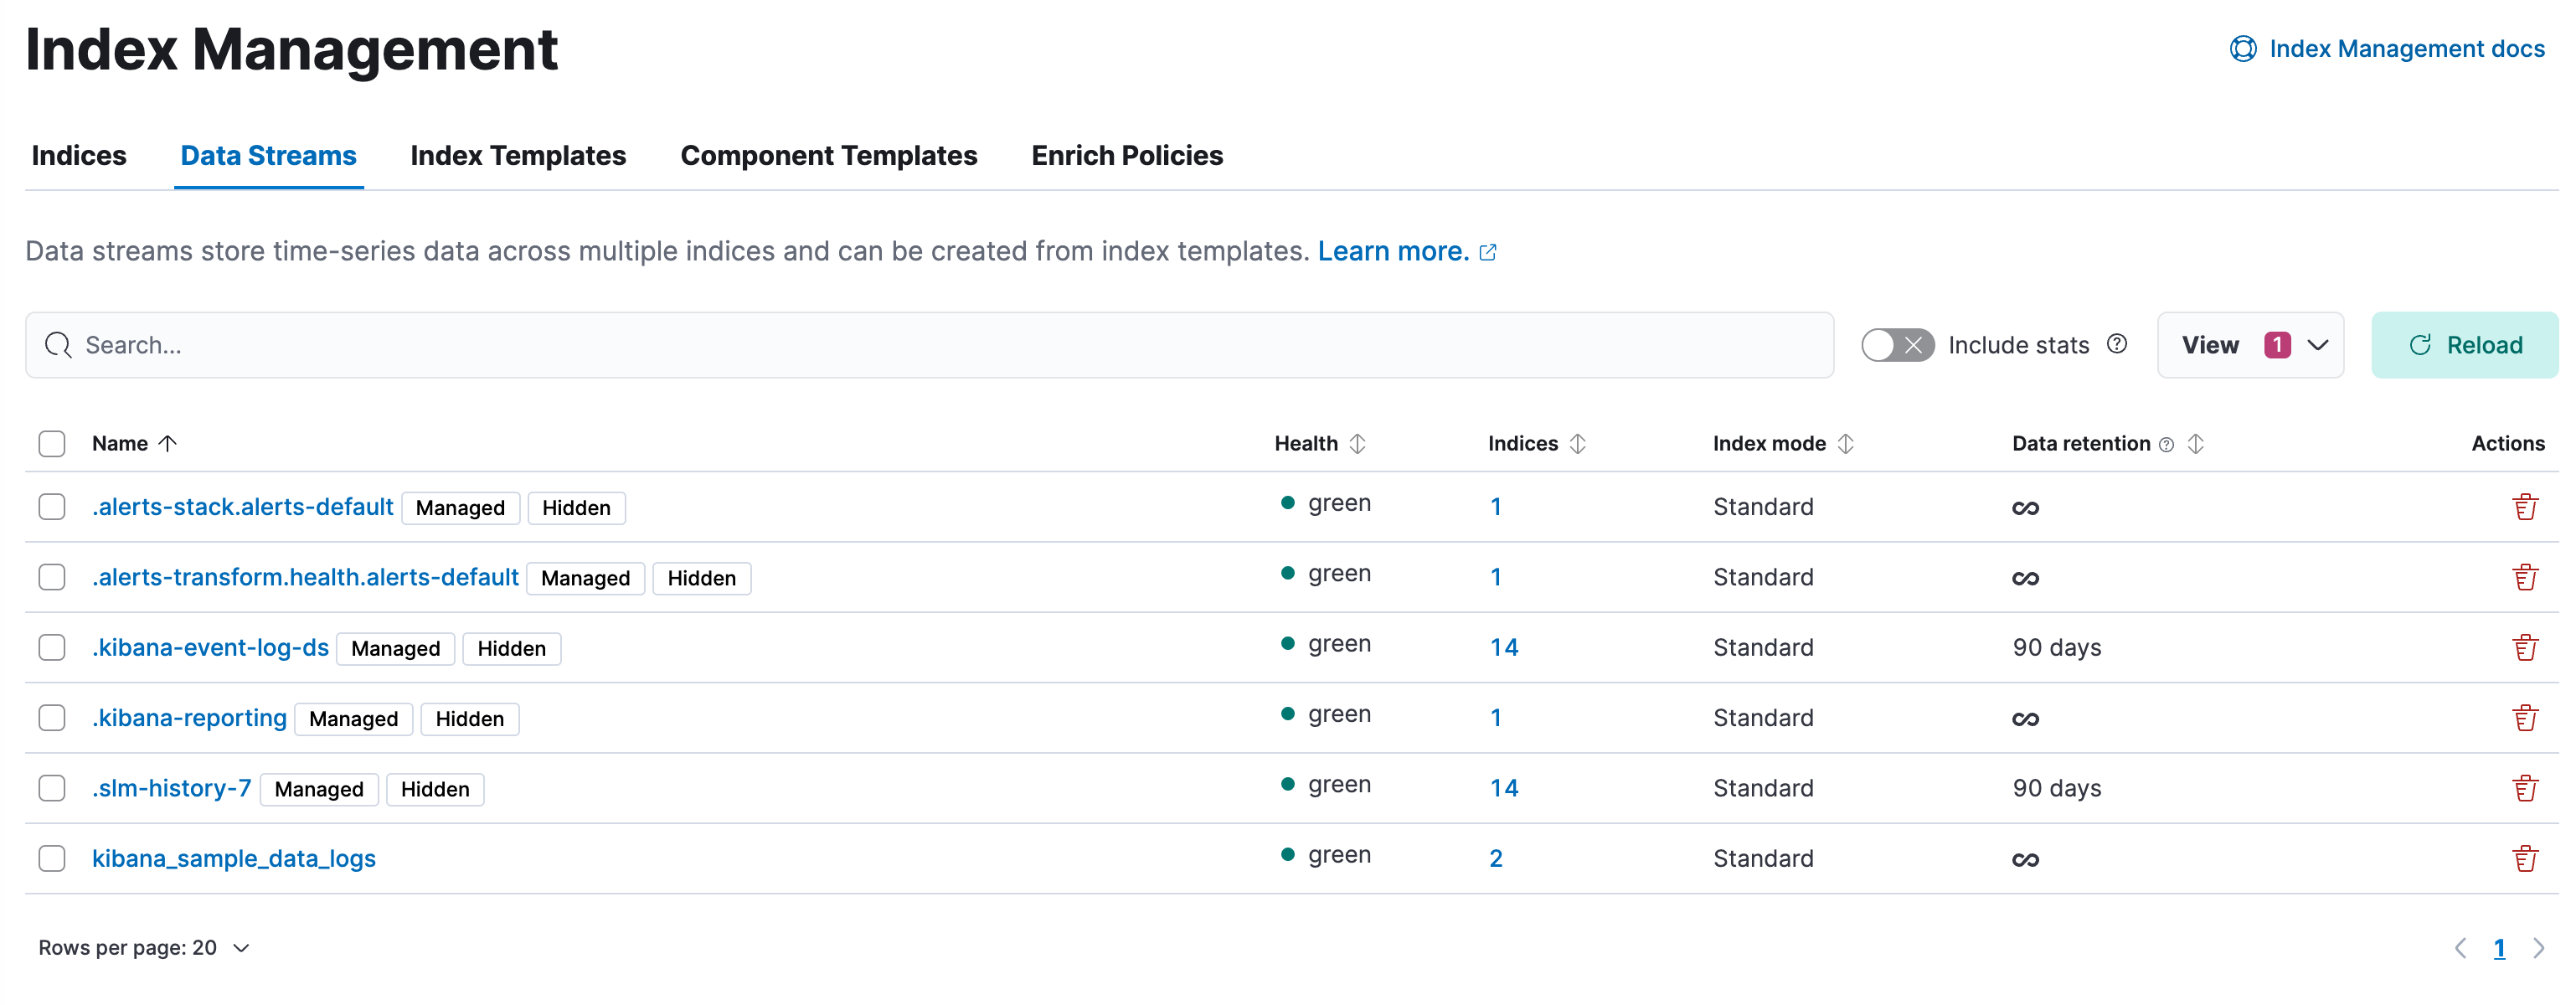 Index Management
Index Management docs
Indices Data Streams Index Templates Component Templates Enrich Policies
Data streams store time-series data across multiple indices and can be created from index templates. Learn more.
Search... Include stats View 1 Reload
Name Health Indices Index mode Data retention Actions
.alerts-stack.alerts-default Managed Hidden green 1 Standard ∞
.alerts-transform.health.alerts-default Managed Hidden green 1 Standard ∞
.kibana-event-log-ds Managed Hidden green 14 Standard 90 days
.kibana-reporting Managed Hidden green 1 Standard ∞
.slm-history-7 Managed Hidden green 14 Standard 90 days
kibana_sample_data_logs green 2 Standard ∞
Rows per page: 20 1